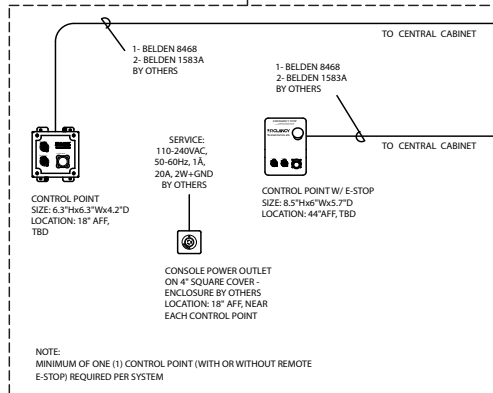 TO CENTRAL CABINET
1- BELDEN 8468
2- BELDEN 1583A
BY OTHERS
1- BELDEN 8468
2- BELDEN 1583A
BY OTHERS
TO CENTRAL CABINET
SERVICE:
110-240VAC,
50-60Hz, 1Å,
20A, 2W+GND
BY OTHERS
CONTROL POINT
SIZE: 6.3"Hx6.3"Wx4.2"D
LOCATION: 18" AFF,
TBD
CONTROL POINT W/ E-STOP
SIZE: 8.5"Hx6"Wx5.7"D
LOCATION: 44"AFF, TBD
CONSOLE POWER OUTLET
ON 4" SQUARE COVER -
ENCLOSURE BY OTHERS
LOCATION: 18" AFF, NEAR
EACH CONTROL POINT
NOTE:
MINIMUM OF ONE (1) CONTROL POINT (WITH OR WITHOUT REMOTE
E-STOP) REQUIRED PER SYSTEM